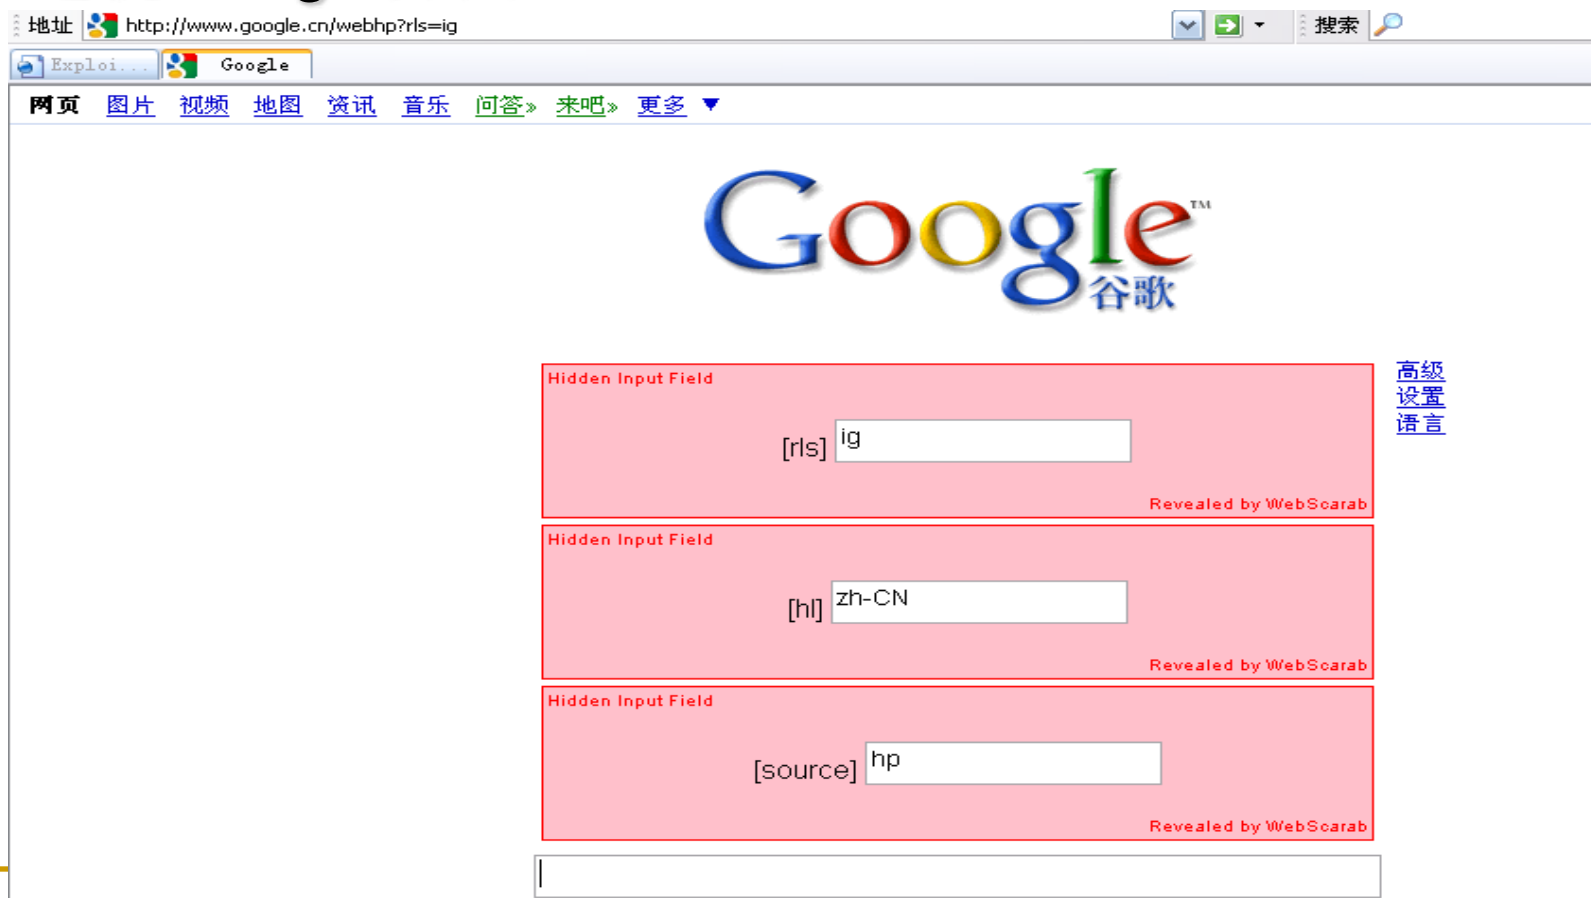 地址 http://www.google.cn/webhp?rls=ig 搜索
Exploi... Google
网页 图片 视频 地图 资讯 音乐 问答» 来吧» 更多 ▼
Google™
谷歌
高级
设置
语言
Hidden Input Field
[rls] ig
Revealed by WebScarab
Hidden Input Field
[hl] zh-CN
Revealed by WebScarab
Hidden Input Field
[source] hp
Revealed by WebScarab